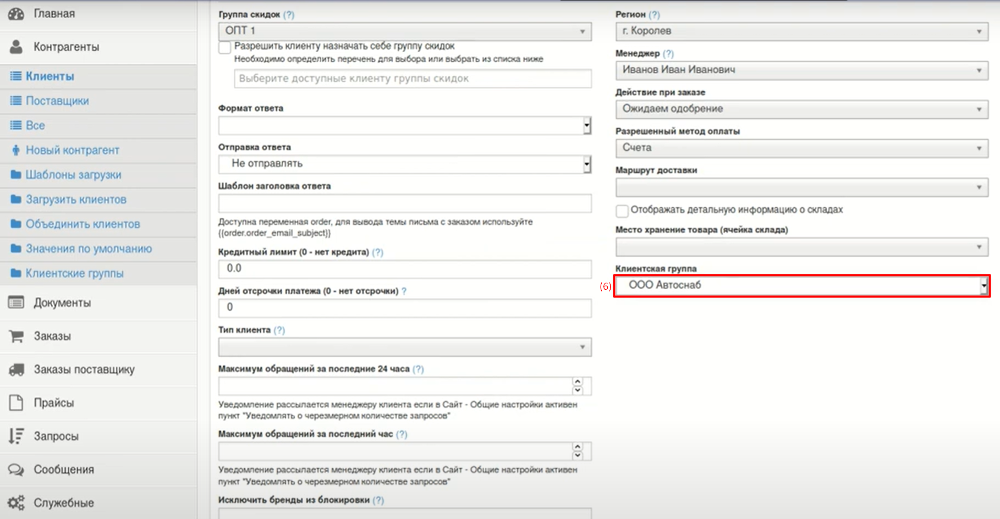 Главная
Контрагенты
Клиенты
Поставщики
Все
Новый контрагент
Шаблоны загрузки
Загрузить клиентов
Объединить клиентов
Значения по умолчанию
Клиентские группы
Документы
Заказы
Заказы поставщику
Прайсы
Запросы
Сообщения
Служебные
Группа скидок (?)
ОПТ 1
Разрешить клиенту назначать себе группу скидок
Необходимо определить перечень для выбора или выбрать из списка ниже
Выберите доступные клиенту группы скидок
Формат ответа
Отправка ответа
Не отправлять
Шаблон заголовка ответа
Доступна переменная order, для вывода темы письма с заказом используйте
{{order.order_email_subject}}
Кредитный лимит (0 - нет кредита) (?)
0.0
Дней отсрочки платежа (0 - нет отсрочки) ?
0
Тип клиента (?)
Максимум обращений за последние 24 часа (?)
Уведомление рассылается менеджеру клиента если в Сайт - Общие настройки активен
пункт "Уведомлять о черезмерном количестве запросов"
Максимум обращений за последний час (?)
Уведомление рассылается менеджеру клиента если в Сайт - Общие настройки активен
пункт "Уведомлять о черезмерном количестве запросов"
Исключить бренды из блокировки (?)
Регион (?)
г. Королев
Менеджер (?)
Иванов Иван Иванович
Действие при заказе
Ожидаем одобрение
Разрешенный метод оплаты
Счета
Маршрут доставки
Отображать детальную информацию о складах
Место хранение товара (ячейка склада)
Клиентская группа
(6) ООО Автоснаб